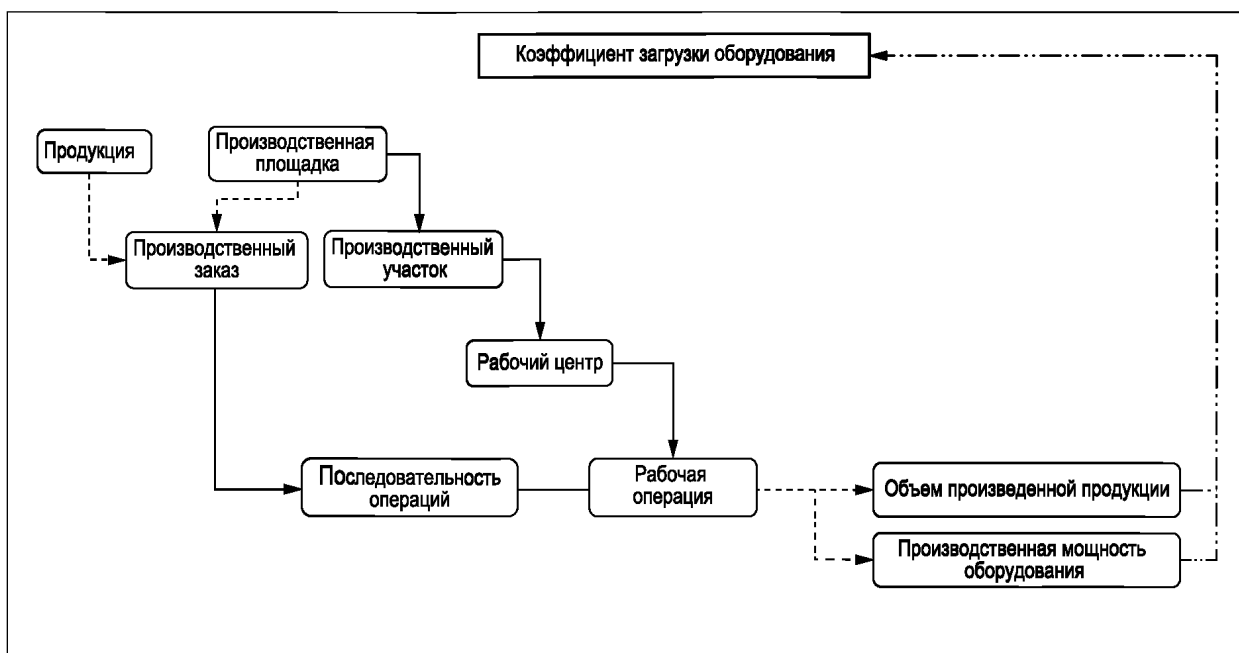 Коэффициент загрузки оборудования
Продукция
Производственная
площадка
Производственный
заказ
Производственный
участок
Рабочий центр
Последовательность
операций
Рабочая
операция
Объем произведенной продукции
Производственная мощность
оборудования